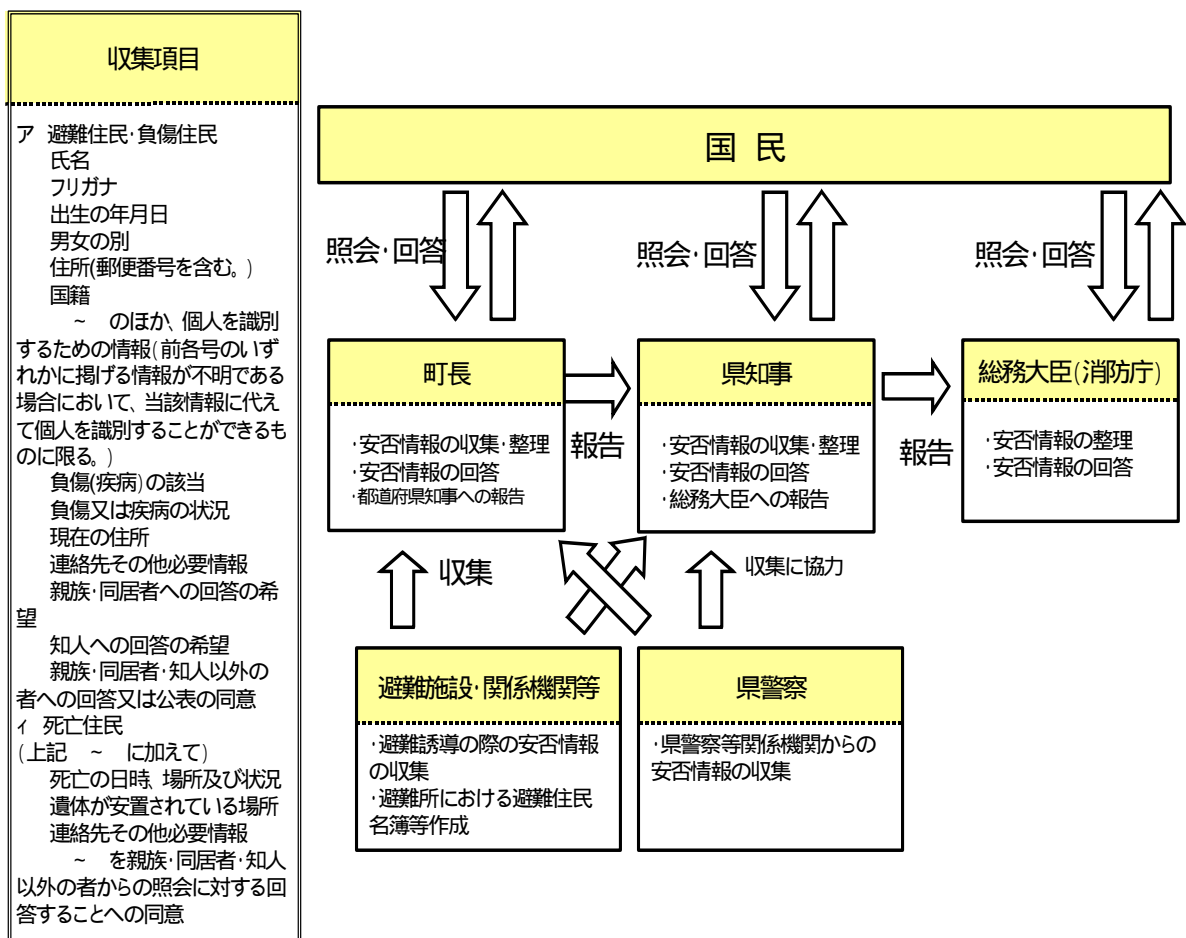 収集項目
ア 避難住民・負傷住民
氏名
フリガナ
出生の年月日
男女の別
住所(郵便番号を含む。)
国籍
~ のほか、個人を識別
するための情報(前各号のいず
れかに掲げる情報が不明である
場合において、当該情報に代え
て個人を識別することができるも
のに限る。)
負傷(疾病)の該当
負傷又は疾病の状況
現在の住所
連絡先その他必要情報
親族・同居者への回答の希
望
知人への回答の希望
親族・同居者・知人以外の
者への回答又は公表の同意
イ 死亡住民
(上記 ~ に加えて)
死亡の日時、場所及び状況
遺体が安置されている場所
連絡先その他必要情報
~ を親族・同居者・知人
以外の者からの照会に対する回
答することへの同意
国 民
照会・回答
照会・回答
照会・回答
町長
・安否情報の収集・整理
・安否情報の回答
・都道府県知事への報告
報告
県知事
・安否情報の収集・整理
・安否情報の回答
・総務大臣への報告
報告
総務大臣(消防庁)
・安否情報の整理
・安否情報の回答
収集
収集に協力
避難施設・関係機関等
・避難誘導の際の安否情報
の収集
・避難所における避難住民
名簿等作成
県警察
・県警察等関係機関からの
安否情報の収集